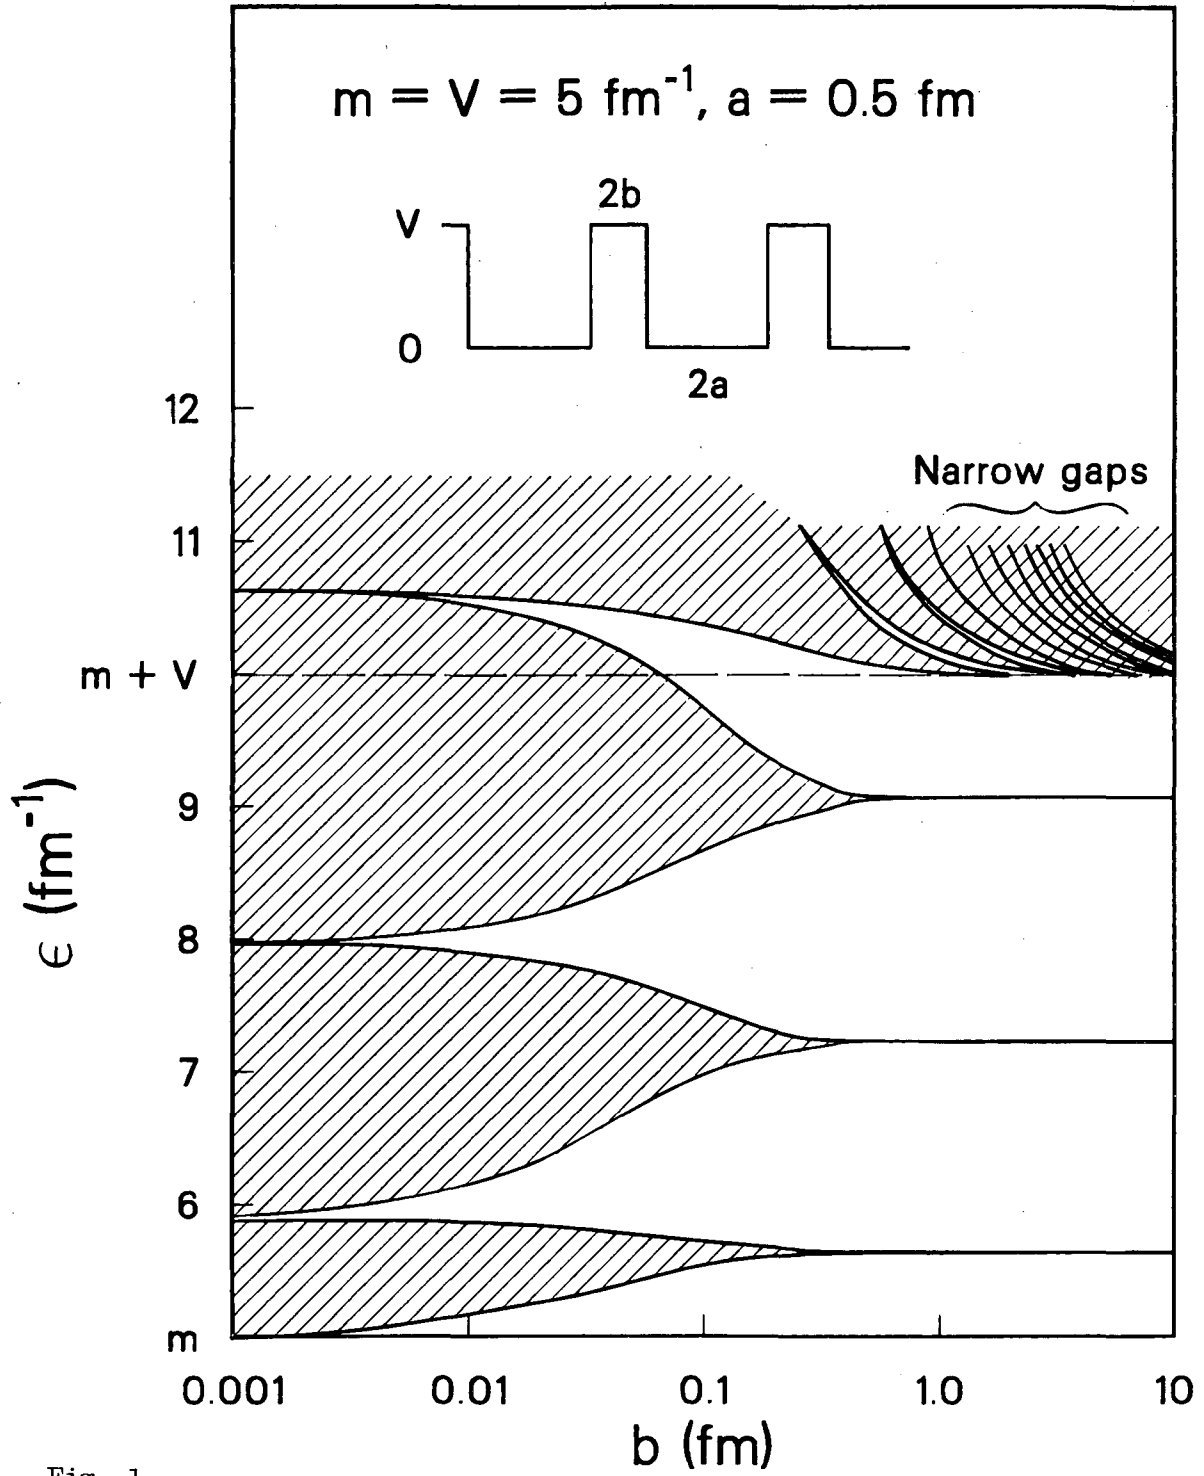 m = V = 5 fm⁻¹, a = 0.5 fm
2b
V
0
2a
12
Narrow gaps
11
m + V
9
8
7
6
m
ϵ (fm⁻¹)
0.001 0.01 0.1 1.0 10
b (fm)
Fig. 1